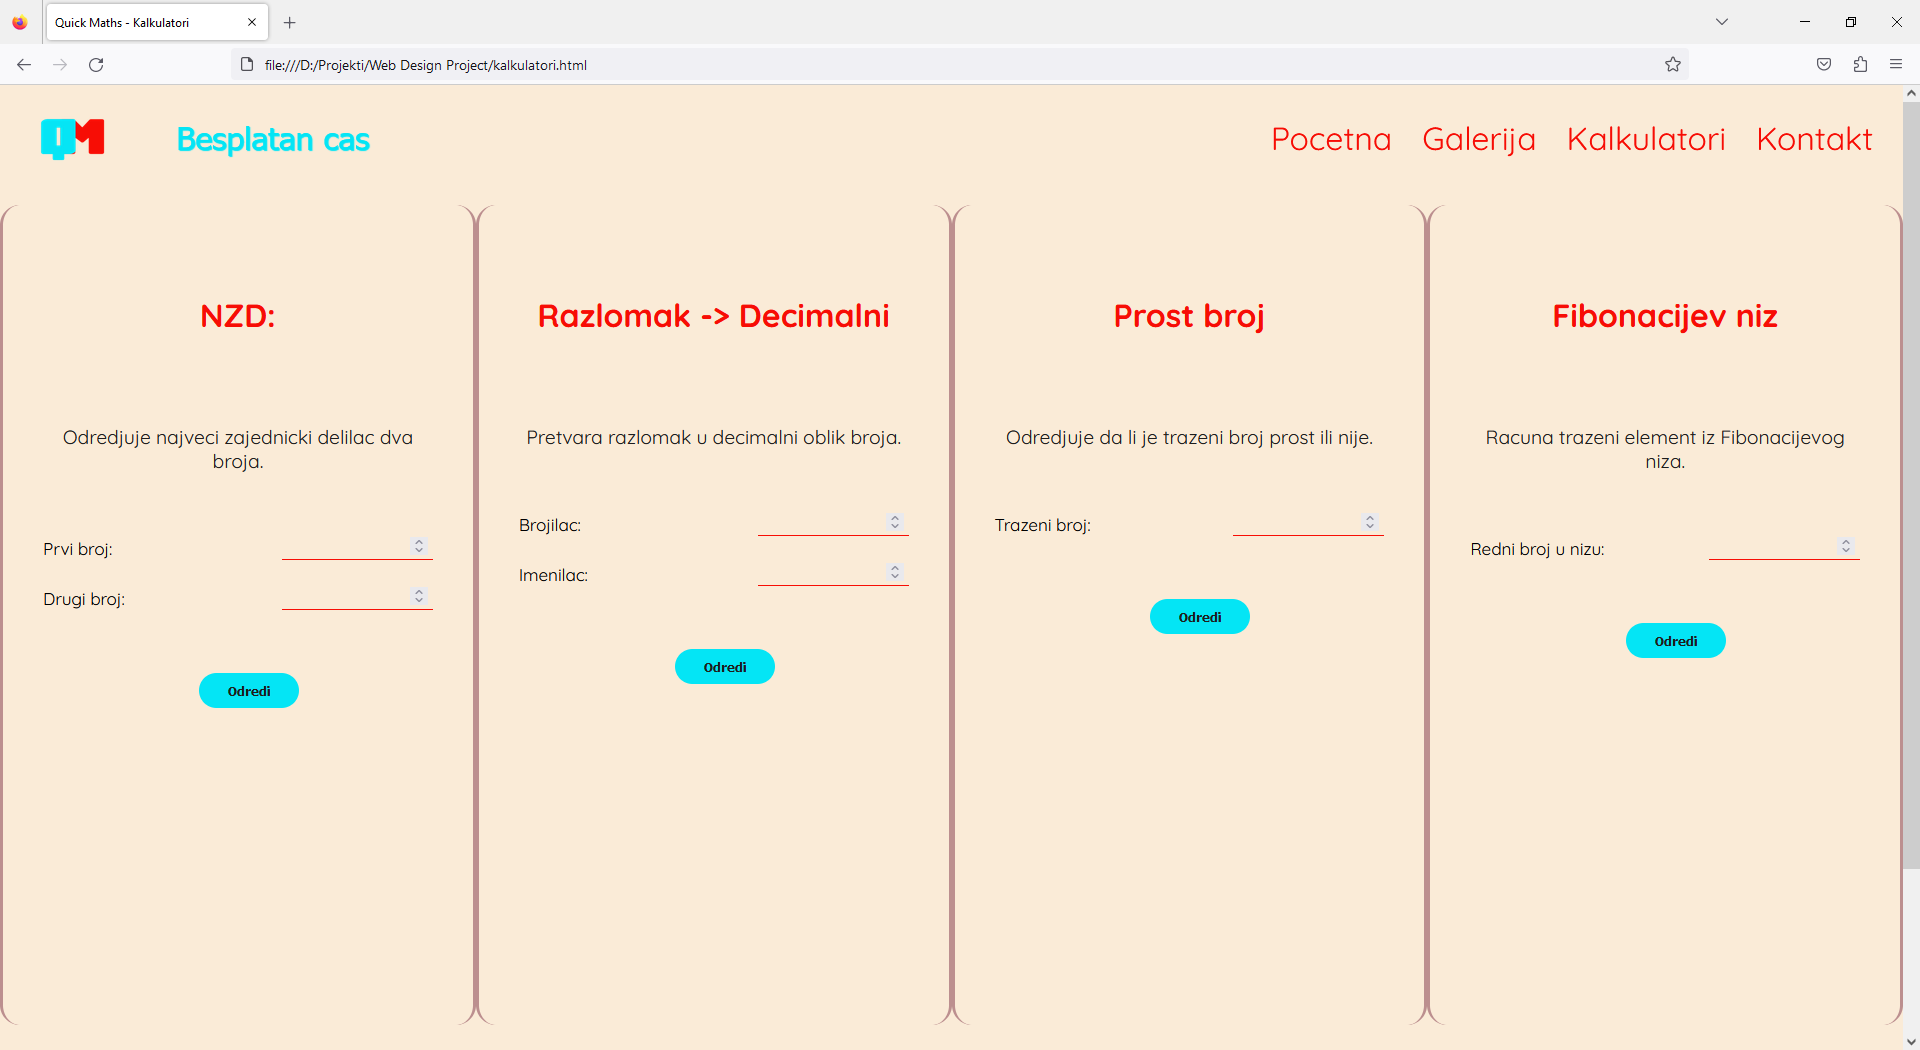 Quick Maths - Kalkulatori
file:///D:/Projekti/Web Design Project/kalkulatori.html
QM
Besplatan cas
Pocetna
Galerija
Kalkulatori
Kontakt
NZD:
Odredjuje najveci zajednicki delilac dva
broja.
Prvi broj:
Drugi broj:
Odredi
Razlomak -> Decimalni
Pretvara razlomak u decimalni oblik broja.
Brojilac:
Imenilac:
Odredi
Prost broj
Odredjuje da li je trazeni broj prost ili nije.
Trazeni broj:
Odredi
Fibonacijev niz
Racuna trazeni element iz Fibonacijevog
niza.
Redni broj u nizu:
Odredi